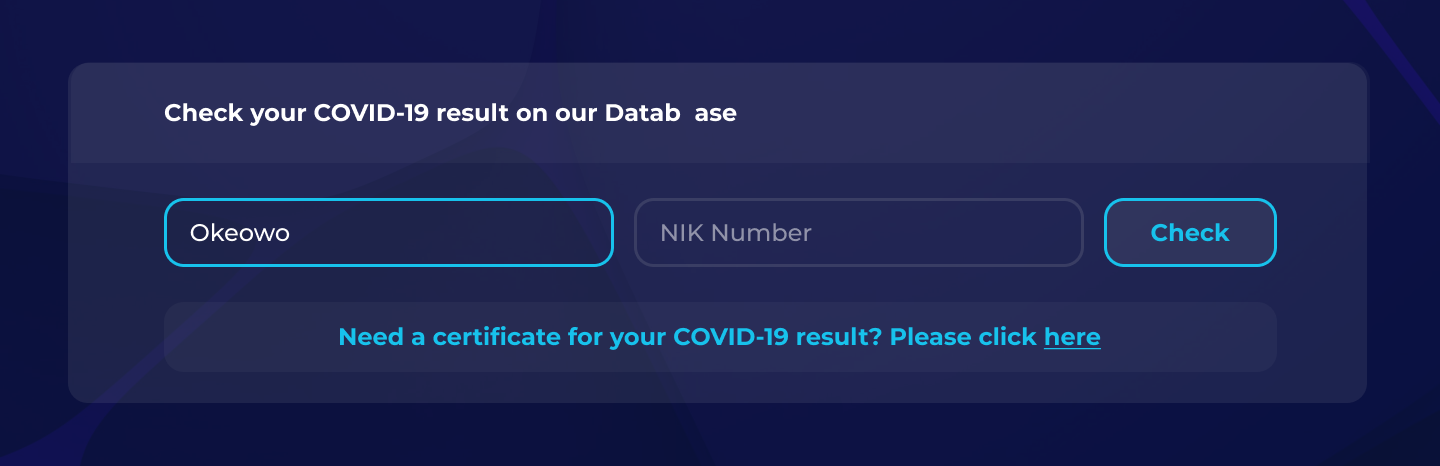 Check your COVID-19 result on our Datab  ase
Okeowo
NIK Number
Check
Need a certificate for your COVID-19 result? Please click here